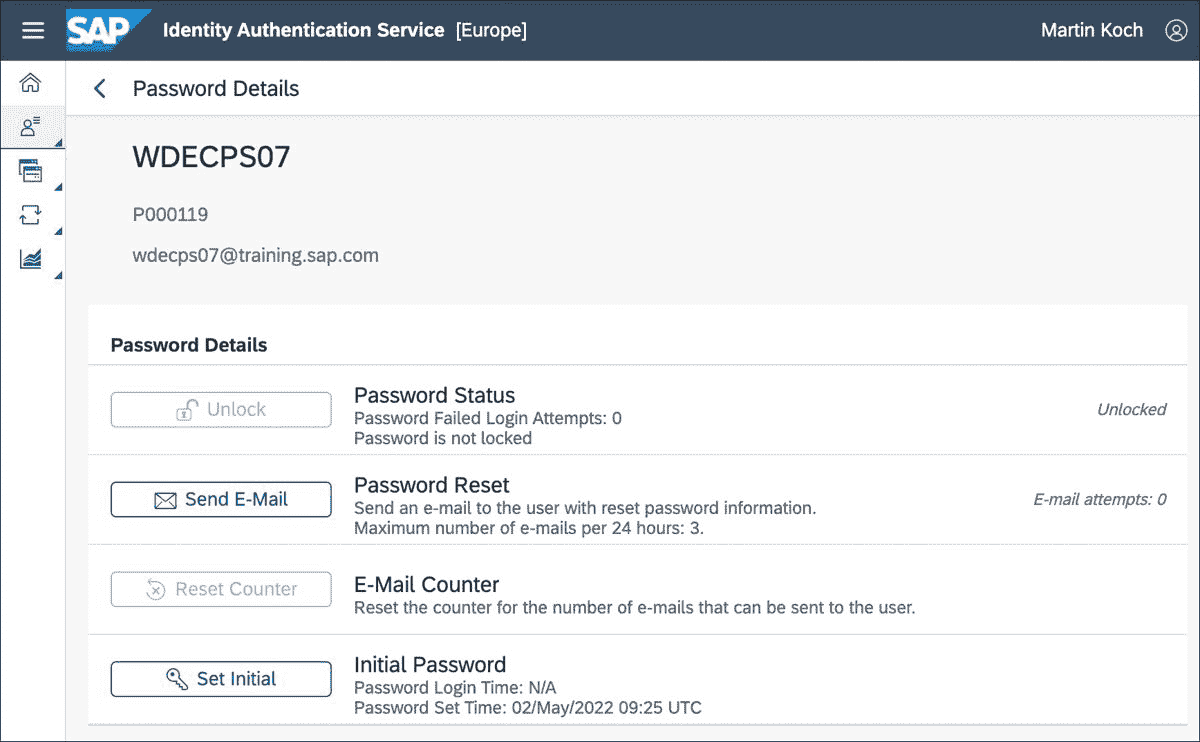 SAP Identity Authentication Service [Europe] Martin Koch
Password Details
WDECPS07
P000119
wdecps07@training.sap.com
Password Details
Unlock
Password Status
Password Failed Login Attempts: 0
Password is not locked
Unlocked
Send E-Mail
Password Reset
Send an e-mail to the user with reset password information.
Maximum number of e-mails per 24 hours: 3.
E-mail attempts: 0
Reset Counter
E-Mail Counter
Reset the counter for the number of e-mails that can be sent to the user.
Set Initial
Initial Password
Password Login Time: N/A
Password Set Time: 02/May/2022 09:25 UTC